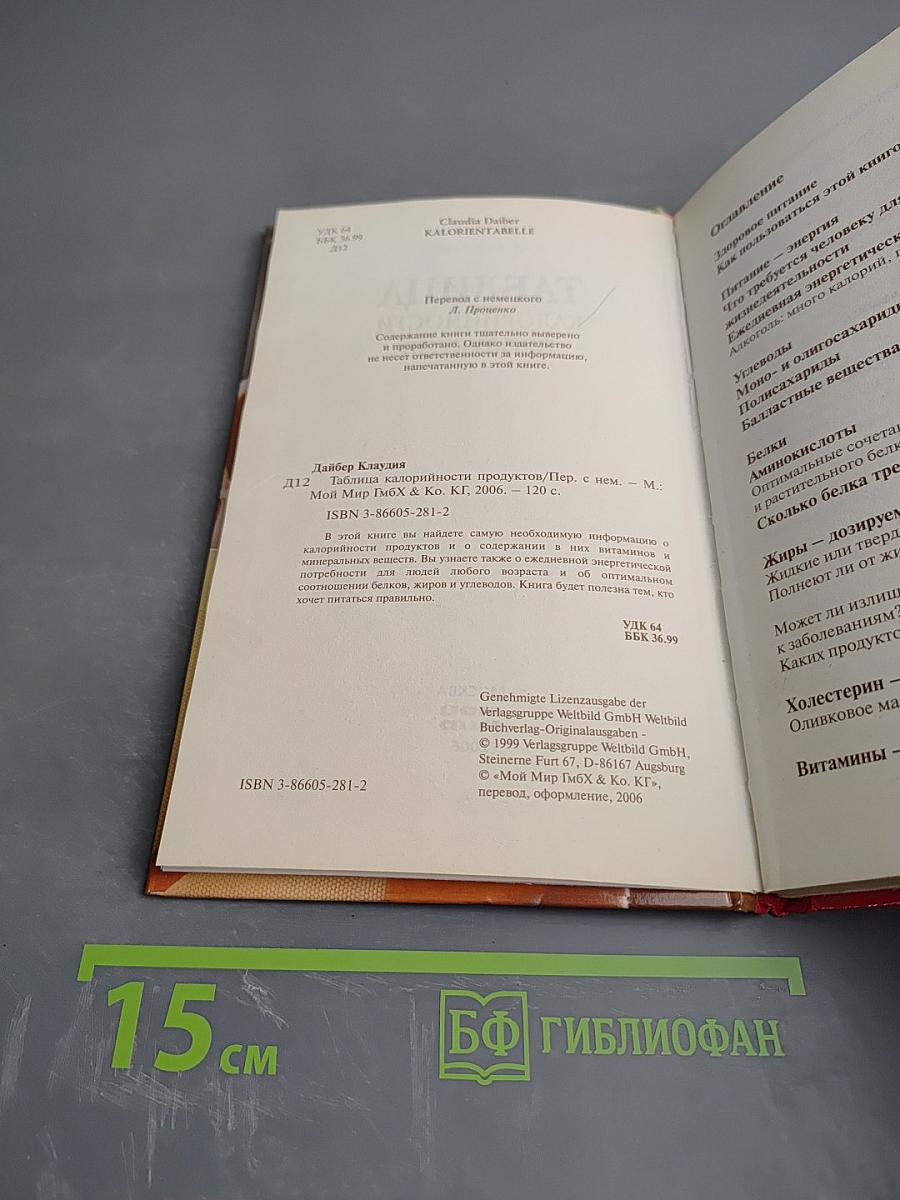 УДК 64
ББК 36.99
Д12
Claudia Daiber
KALORIENTABELLE
Перевод с немецкого
Л. Проценко
Содержание книги тщательно выверено
и проработано. Однако издательство
не несет ответственности за информацию,
напечатанную в этой книге.
Дайбер Клаудия
Д12 Таблица калорийности продуктов/Пер. с нем. – М.:
Мой Мир ГмбХ & Ко. КГ, 2006. – 120 с.
ISBN 3-86605-281-2
В этой книге вы найдете самую необходимую информацию о
калорийности продуктов и о содержании в них витаминов и
минеральных веществ. Вы узнаете также о ежедневной энергетической
потребности для людей любого возраста и об оптимальном
соотношении белков, жиров и углеводов. Книга будет полезна тем, кто
хочет питаться правильно.
УДК 64
ББК 36.99
Genehmigte Lizenzausgabe der
Verlagsgruppe Weltbild GmbH Weltbild
Buchverlag-Originalausgaben -
© 1999 Verlagsgruppe Weltbild GmbH,
Steinerne Furt 67, D-86167 Augsburg
© «Мой Мир ГмбХ & Ко. КГ»,
перевод, оформление, 2006
ISBN 3-86605-281-2
Оглавление
Здоровое питание
Как пользоваться этой книго
Питание — энергия
Что требуется человеку для
жизнедеятельности
Ежедневная энергетическ
Алкоголь: много калорий,
Углеводы
Моно- и олигосахариды
Полисахариды
Балластные вещества
Белки
Аминокислоты
Оптимальные сочета
и растительного белк
Сколько белка тре
Жиры — дозируем
Жидкие или тверд
Полнеют ли от жи
Может ли излиш
к заболеваниям?
Каких продукто
Холестерин —
Оливковое ма
Витамины —
15 см
БФ ГИБЛИОФАН